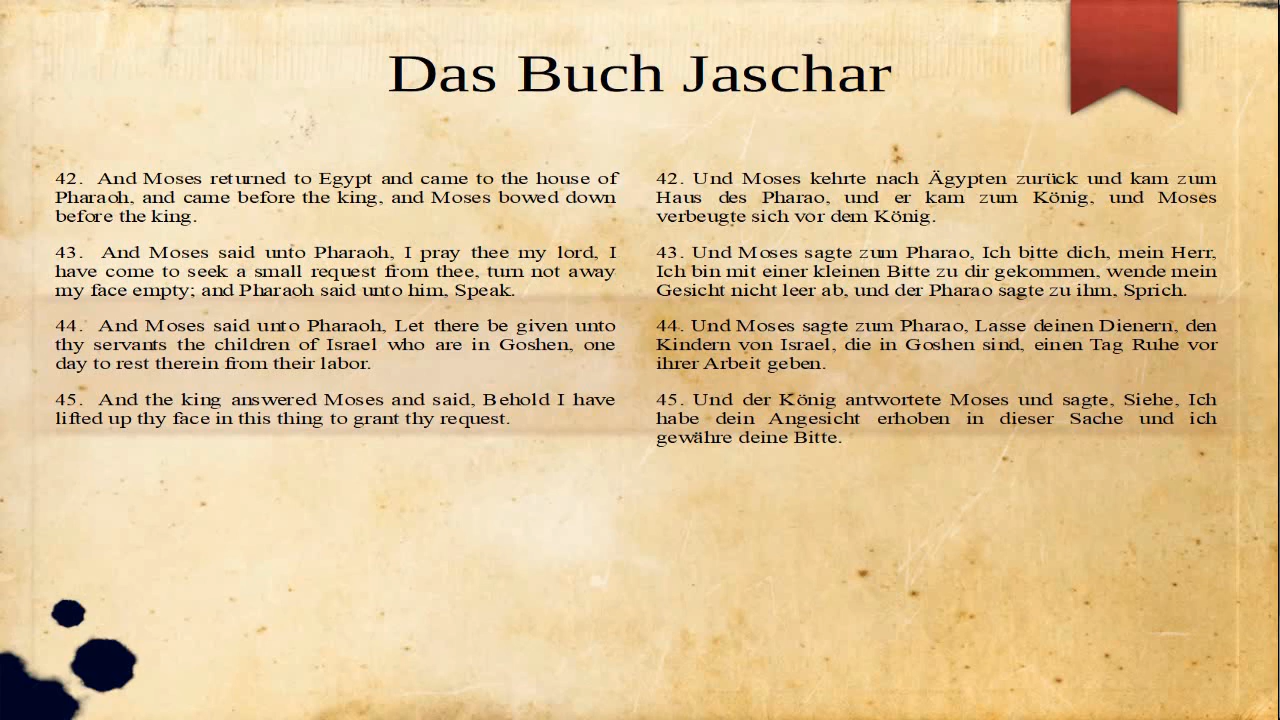 Das Buch Jaschar
42. And Moses returned to Egypt and came to the house of
Pharaoh, and came before the king, and Moses bowed down
before the king.
43. And Moses said unto Pharaoh, I pray thee my lord, I
have come to seek a small request from thee, turn not away
my face empty; and Pharaoh said unto him, Speak.
44. And Moses said unto Pharaoh, Let there be given unto
thy servants the children of Israel who are in Goshen, one
day to rest therein from their labor.
45. And the king answered Moses and said, Behold I have
lifted up thy face in this thing to grant thy request.
42. Und Moses kehrte nach Ägypten zurück und kam zum
Haus des Pharao, und er kam zum König, und Moses
verbeugte sich vor dem König.
43. Und Moses sagte zum Pharao, Ich bitte dich, mein Herr,
Ich bin mit einer kleinen Bitte zu dir gekommen, wende mein
Gesicht nicht leer ab, und der Pharao sagte zu ihm, Sprich.
44. Und Moses sagte zum Pharao, Lasse deinen Dienern, den
Kindern von Israel, die in Goshen sind, einen Tag Ruhe vor
ihrer Arbeit geben.
45. Und der König antwortete Moses und sagte, Siehe, Ich
habe dein Angesicht erhoben in dieser Sache und ich
gewähre deine Bitte.